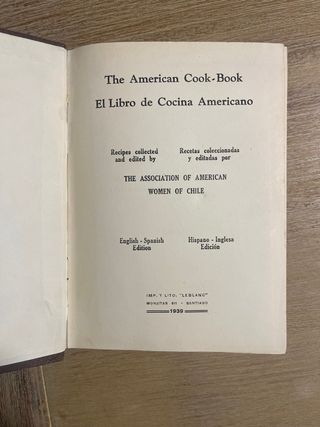 The American Cook-Book
El Libro de Cocina Americano
Recipes collected
and edited by
Recetas coleccionadas
y editadas por
THE ASSOCIATION OF AMERICAN
WOMEN OF CHILE
English - Spanish
Edition
Hispano - Inglesa
Edición
IMP. Y LITO. "LEBLANC"
SANTIAGO
1939